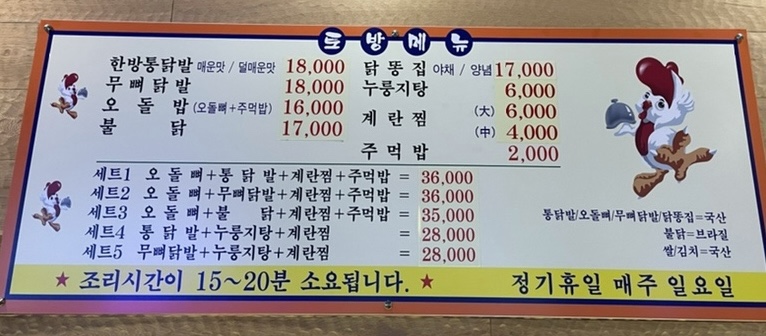 토방메뉴
한방통닭발 매운맛 / 덜매운맛 18,000
무뼈닭발 18,000
오돌밥 (오돌뼈+주먹밥) 16,000
불닭 17,000
닭똥집 야채 / 양념 17,000
누룽지탕 6,000
계란찜 (大) 6,000
(中) 4,000
주먹밥 2,000
세트1 오돌뼈+통닭발+계란찜+주먹밥 = 36,000
세트2 오돌뼈+무뼈닭발+계란찜+주먹밥 = 36,000
세트3 오돌뼈+불닭+계란찜+주먹밥 = 35,000
세트4 통닭발+누룽지탕+계란찜 = 28,000
세트5 무뼈닭발+누룽지탕+계란찜 = 28,000
통닭발/오돌뼈/무뼈닭발/닭똥집=국산
불닭=브라질
쌀/김치=국산
★ 조리시간이 15~20분 소요됩니다. ★ 정기휴일 매주 일요일